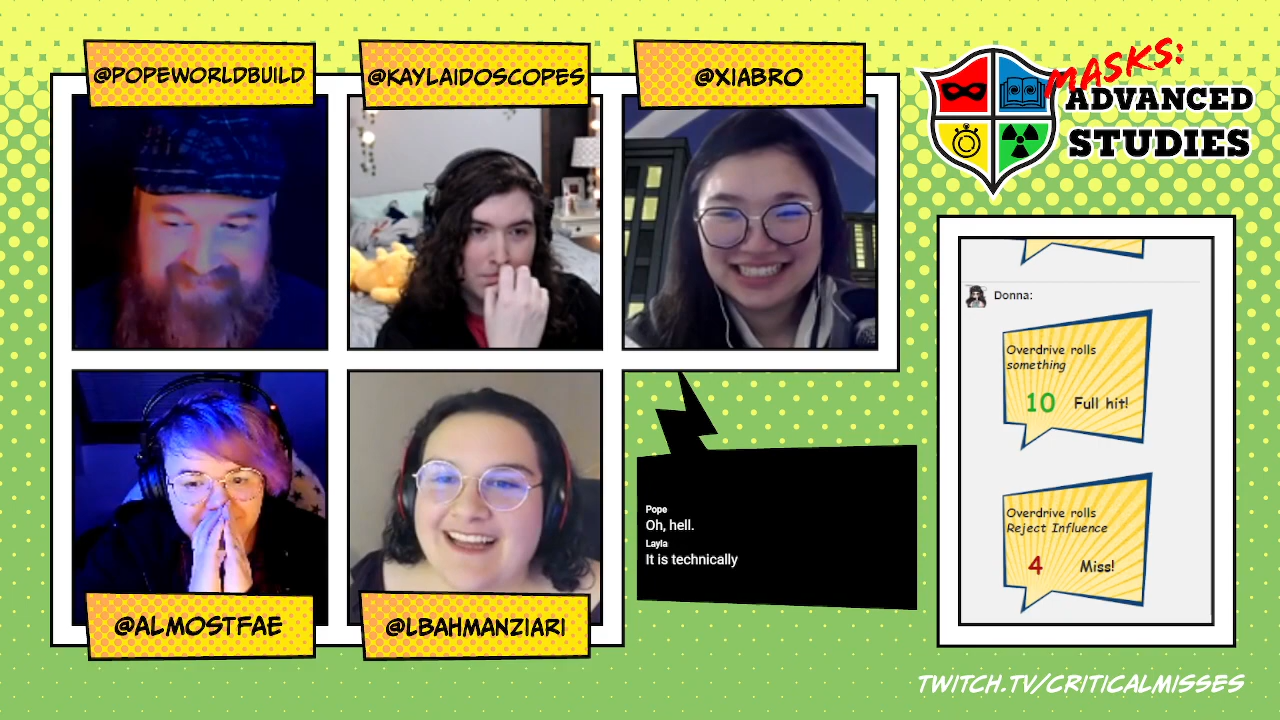 @POPEWORLDBUILD
@KAYLAIDOSCOPES
@XIABRO
MASKS:
ADVANCED
STUDIES
Donna:
Overdrive rolls
something
10 Full hit!
Overdrive rolls
Reject Influence
4 Miss!
Pope
Oh, hell.
Layla
It is technically
@ALMOSTFAE
@LBAHMANZIARI
TWITCH.TV/CRITICALMISSES